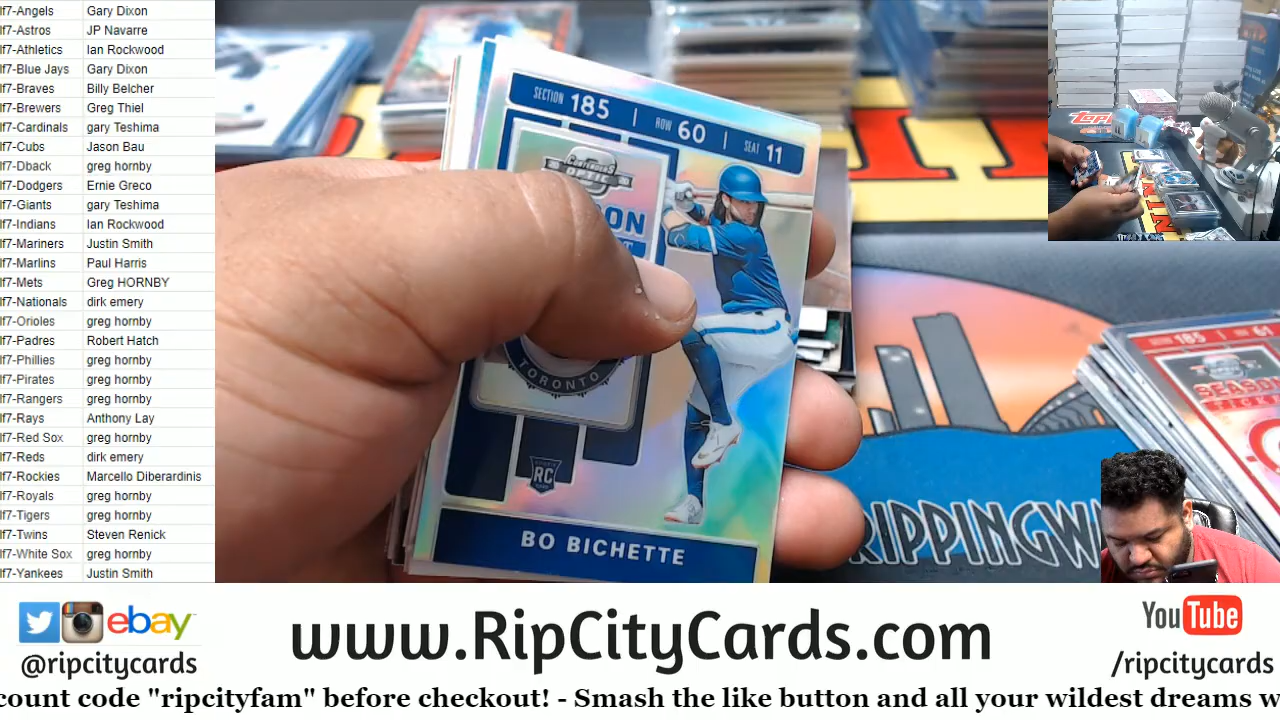 lf7-Angels Gary Dixon
lf7-Astros JP Navarre
lf7-Athletics Ian Rockwood
lf7-Blue Jays Gary Dixon
lf7-Braves Billy Belcher
lf7-Brewers Greg Thiel
lf7-Cardinals gary Teshima
lf7-Cubs Jason Bau
lf7-Dback greg hornby
lf7-Dodgers Ernie Greco
lf7-Giants gary Teshima
lf7-Indians Ian Rockwood
lf7-Mariners Justin Smith
lf7-Marlins Paul Harris
lf7-Mets Greg HORNBY
lf7-Nationals dirk emery
lf7-Orioles greg hornby
lf7-Padres Robert Hatch
lf7-Phillies greg hornby
lf7-Pirates greg hornby
lf7-Rangers greg hornby
lf7-Rays Anthony Lay
lf7-Red Sox greg hornby
lf7-Reds dirk emery
lf7-Rockies Marcello Diberardinis
lf7-Royals greg hornby
lf7-Tigers greg hornby
lf7-Twins Steven Renick
lf7-White Sox greg hornby
lf7-Yankees Justin Smith
SECTION 185 | ROW 60 | SEAT 11
OPTIC
TORONTO
RC
BO BICHETTE
185
61
SEASON
TICKET
RIPPINGW
ebay
@ripcitycards
www.RipCityCards.com
YouTube
/ripcitycards
count code "ripcityfam" before checkout! - Smash the like button and all your wildest dreams w